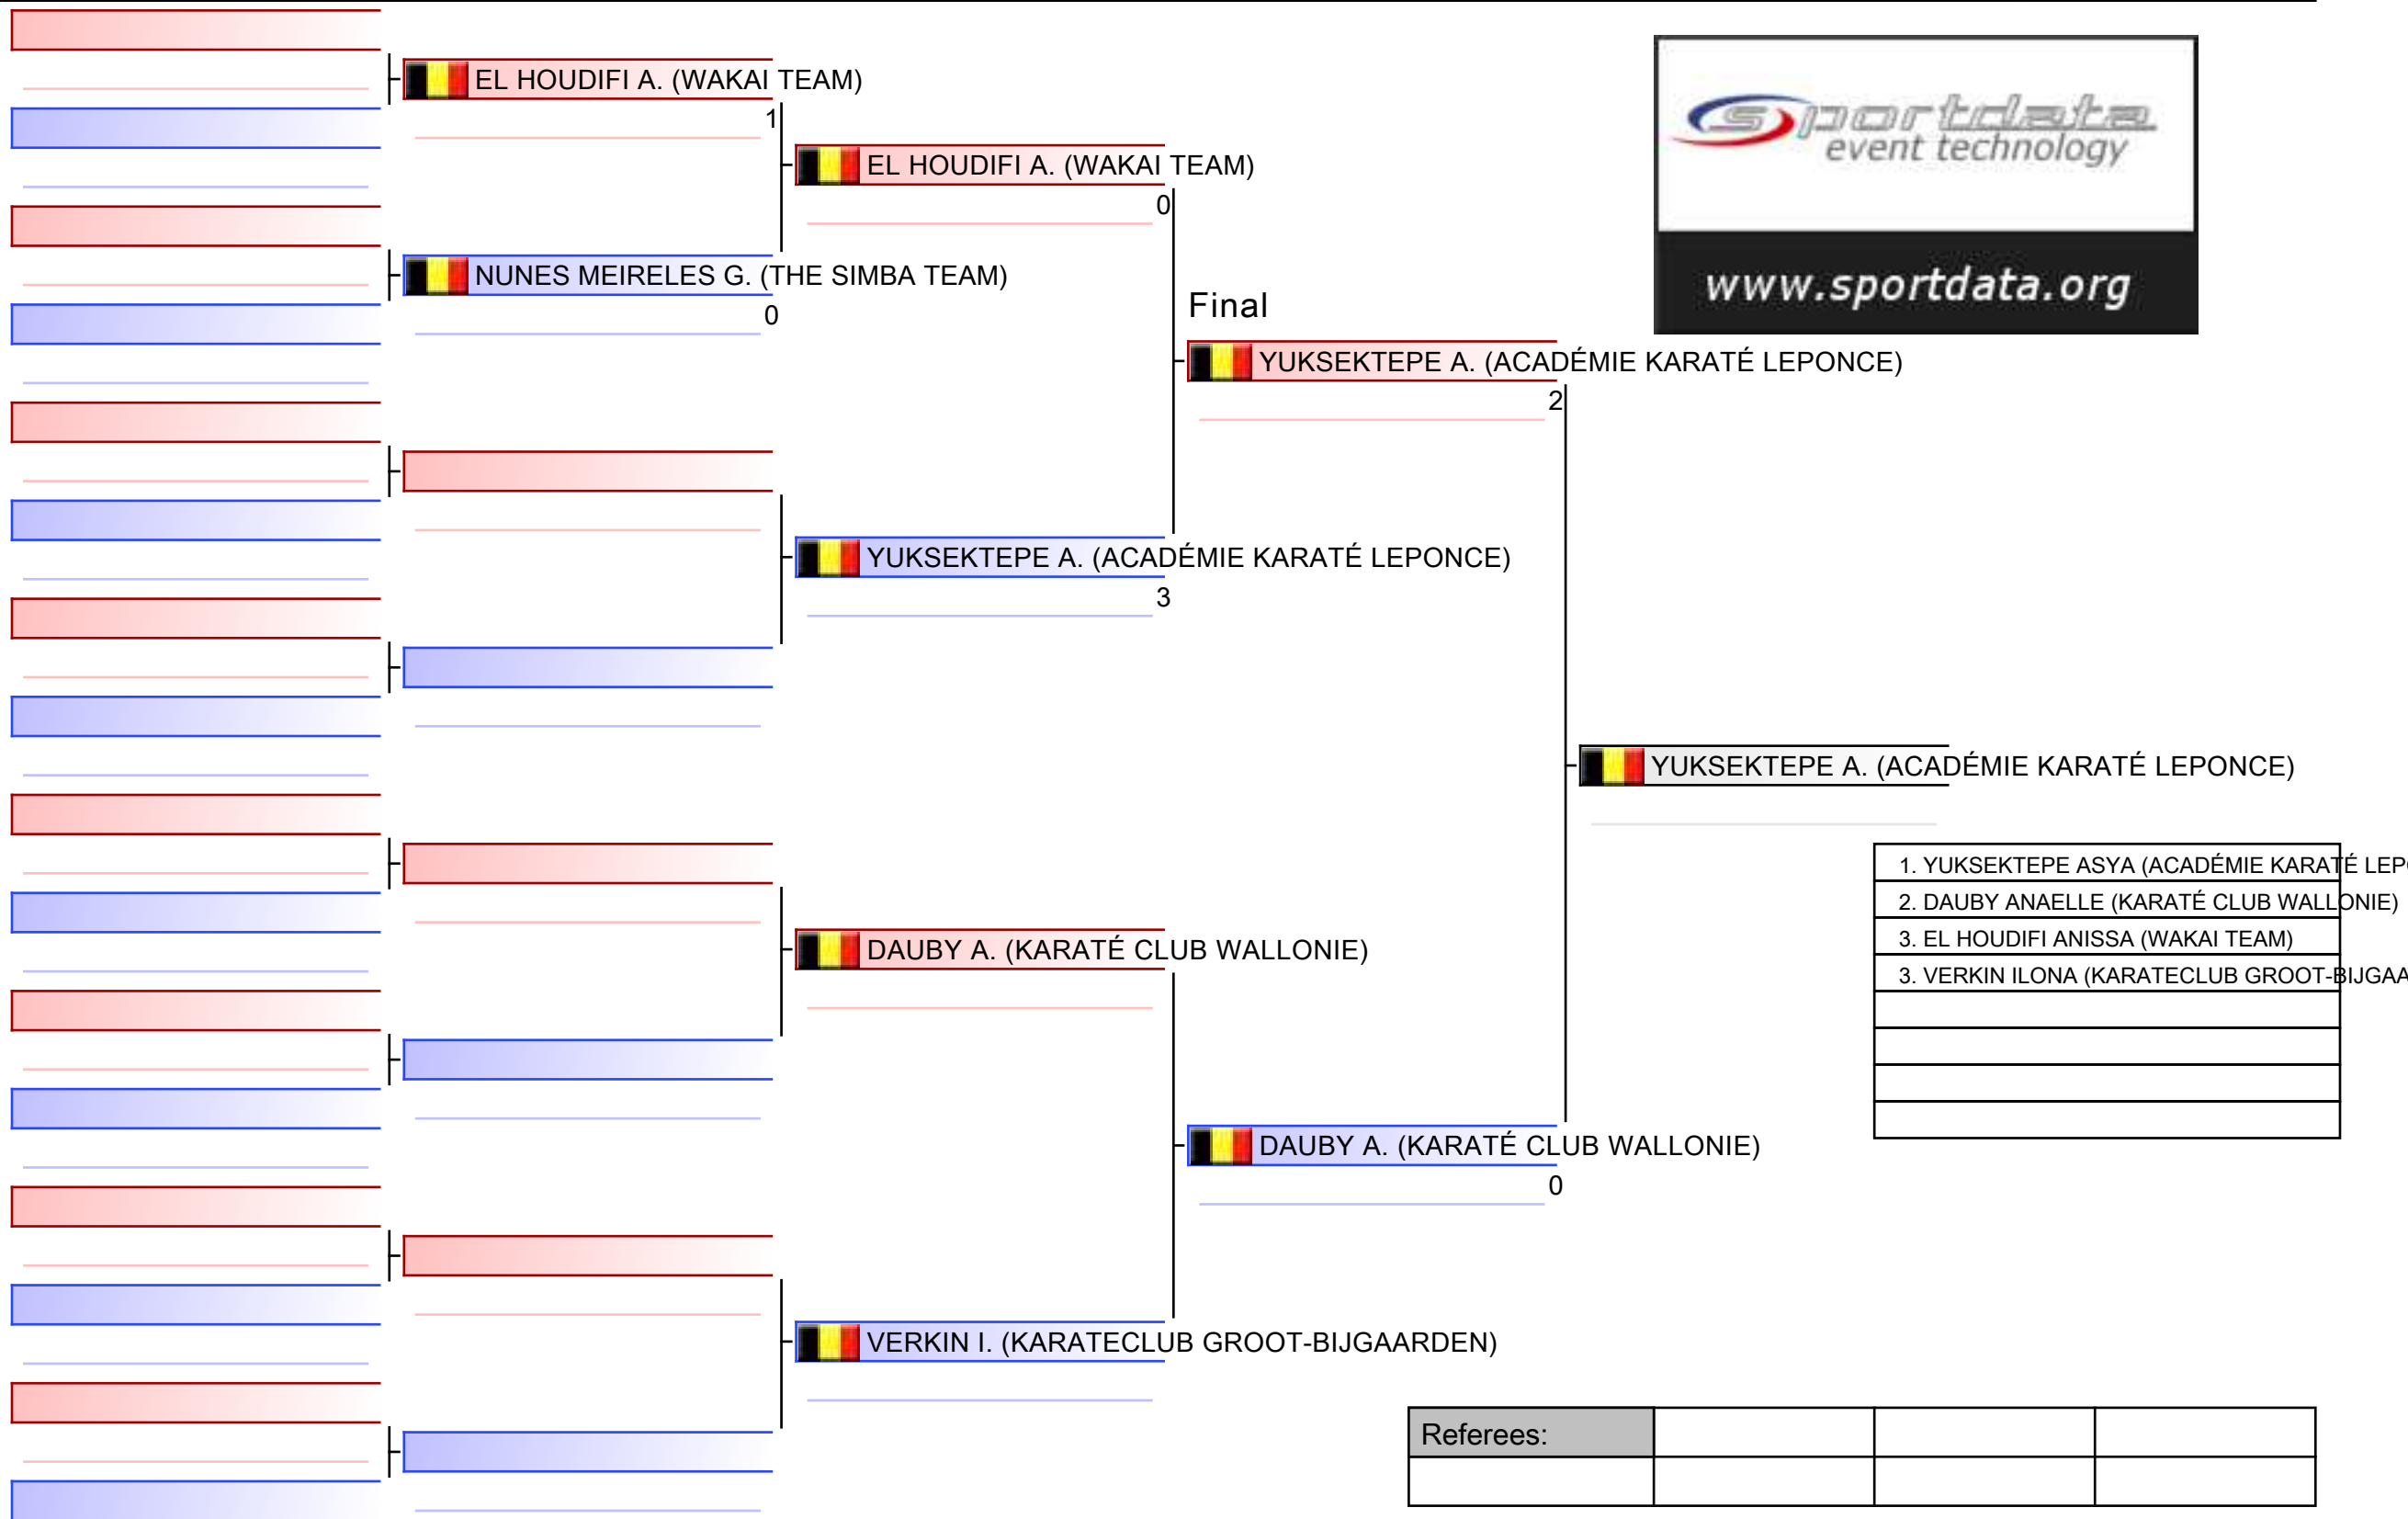 EL HOUDIFI A. (WAKAI TEAM)
1
NUNES MEIRELES G. (THE SIMBA TEAM)
0
EL HOUDIFI A. (WAKAI TEAM)
0
YUKSEKTEPE A. (ACADÉMIE KARATÉ LEPONCE)
3
DAUBY A. (KARATÉ CLUB WALLONIE)
VERKIN I. (KARATECLUB GROOT-BIJGAARDEN)
Final
YUKSEKTEPE A. (ACADÉMIE KARATÉ LEPONCE)
2
DAUBY A. (KARATÉ CLUB WALLONIE)
0
YUKSEKTEPE A. (ACADÉMIE KARATÉ LEPONCE)
sportdata
event technology
www.sportdata.org
1. YUKSEKTEPE ASYA (ACADÉMIE KARATÉ LEP
2. DAUBY ANAELLE (KARATÉ CLUB WALLONIE)
3. EL HOUDIFI ANISSA (WAKAI TEAM)
3. VERKIN ILONA (KARATECLUB GROOT-BIJGAA
Referees: